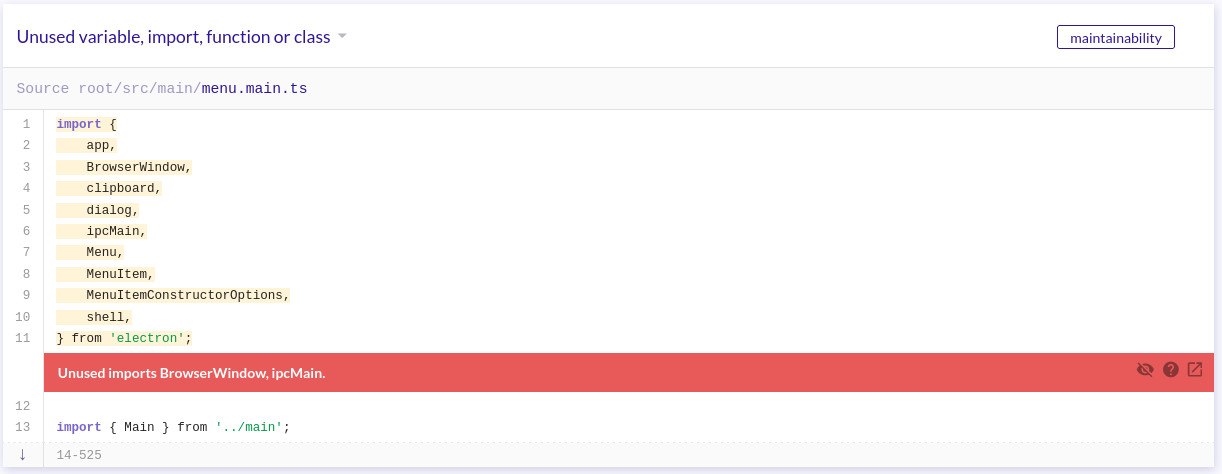 Unused variable, import, function or class
maintainability
Source root/src/main/menu.main.ts
1 import {
2     app,
3     BrowserWindow,
4     clipboard,
5     dialog,
6     ipcMain,
7     Menu,
8     MenuItem,
9     MenuItemConstructorOptions,
10     shell,
11 } from 'electron';
Unused imports BrowserWindow, ipcMain.
12
13 import { Main } from '../main';
↓ 14-525